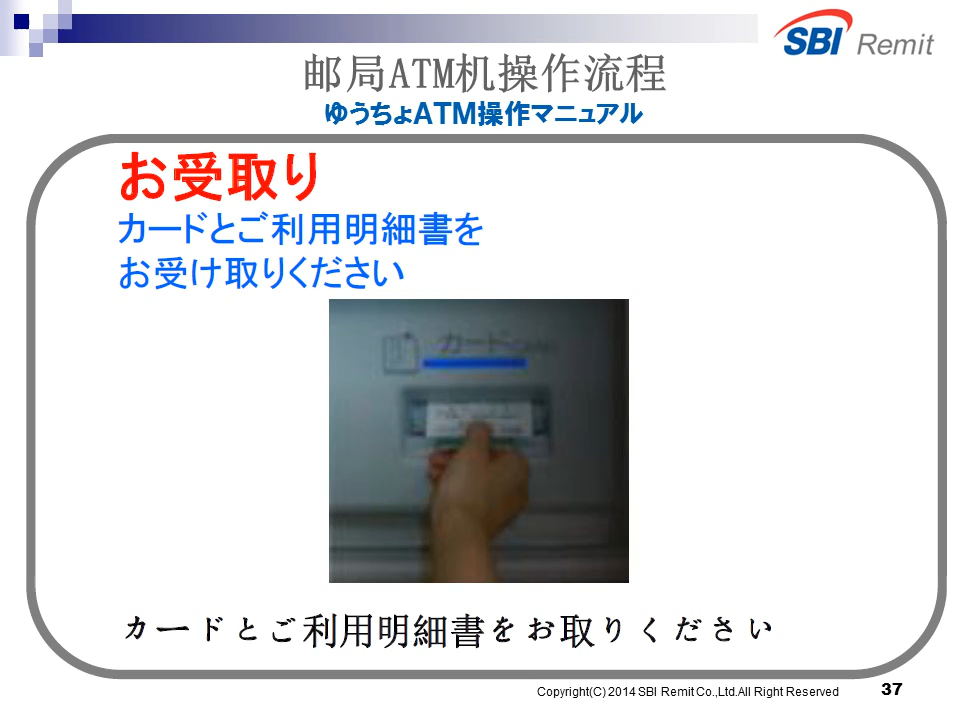 SBI Remit
邮局ATM机操作流程
ゆうちょATM操作マニュアル
お受取り
カードとご利用明細書を
お受け取りください
カード
カードとご利用明細書をお取りください
Copyright(C) 2014 SBI Remit Co.,Ltd.All Right Reserved
37